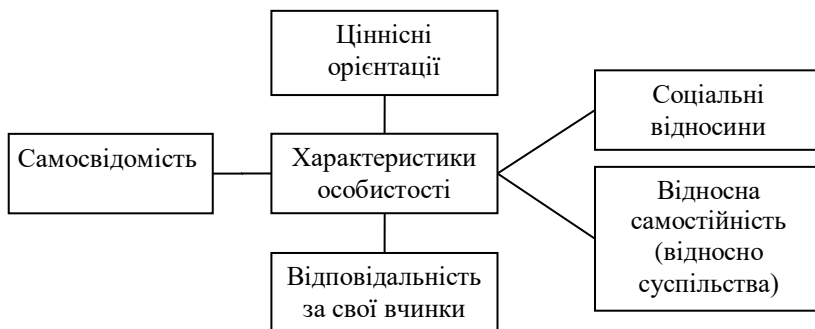 Ціннісні
орієнтації
Соціальні
відносини
Самосвідомість
Характеристики
особистості
Відносна
самостійність
(відносно
суспільства)
Відповідальність
за свої вчинки